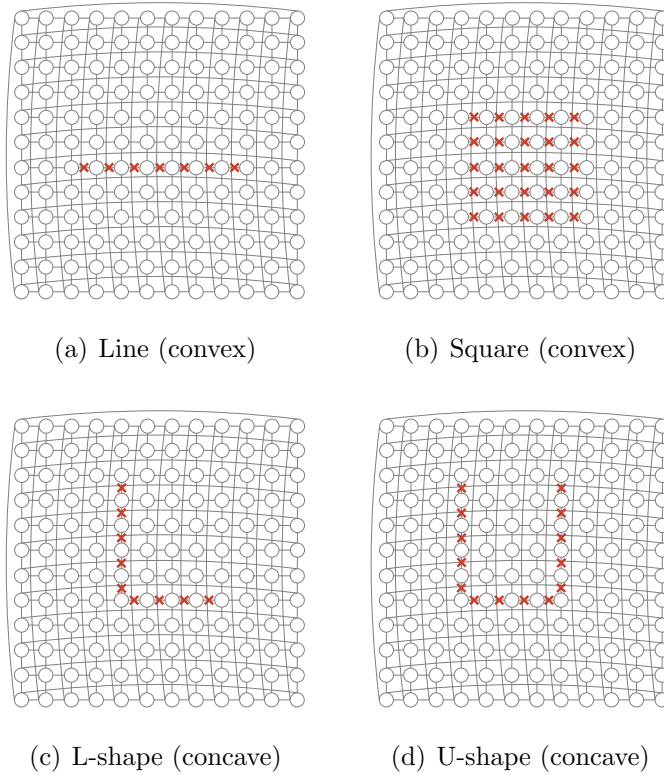 (a) Line (convex)
(b) Square (convex)
(c) L-shape (concave)
(d) U-shape (concave)